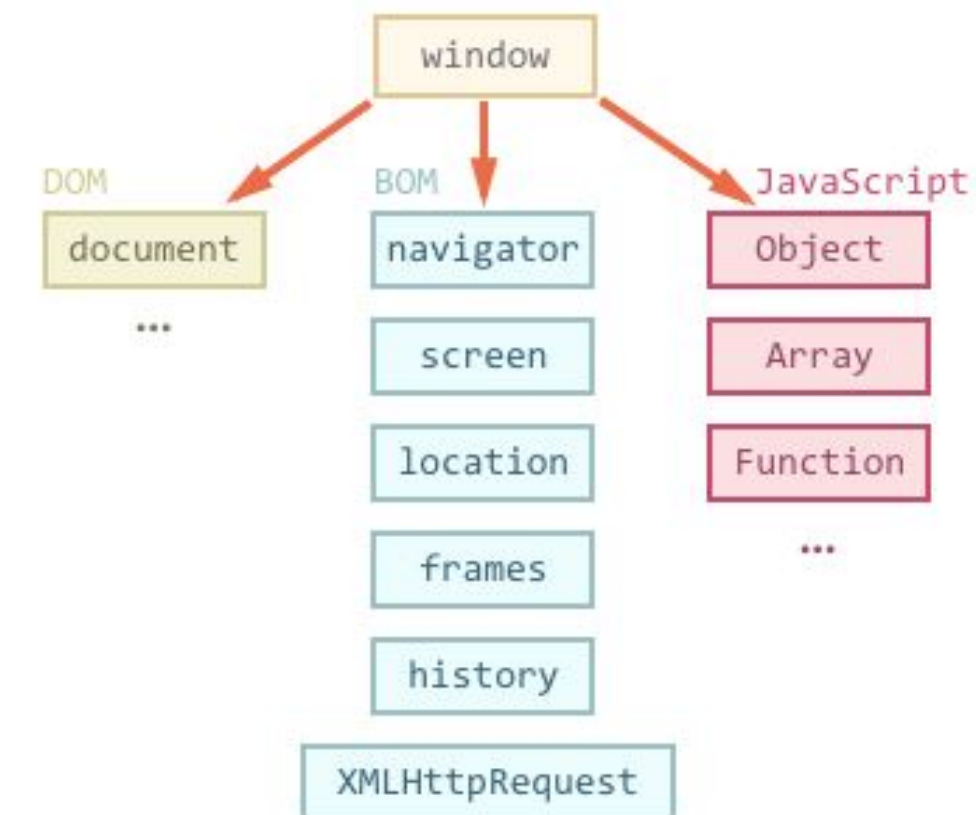 window
DOM
BOM
JavaScript
document
navigator
Object
...
screen
Array
location
Function
frames
...
history
XMLHttpRequest